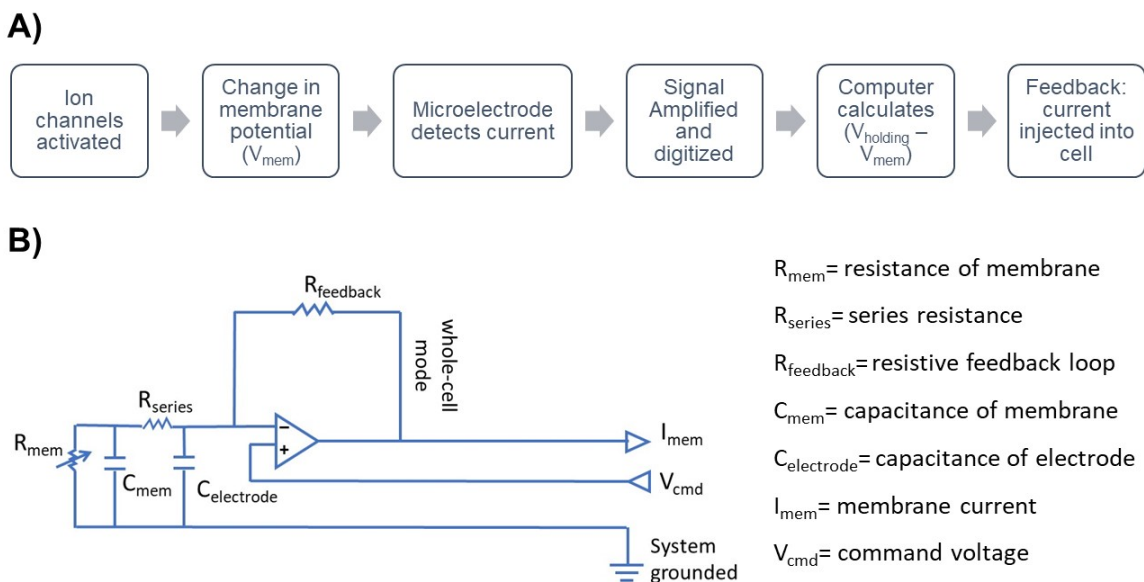 A)
Ion
channels
activated
Change in
membrane
potential
(Vmem)
Microelectrode
detects current
Signal
Amplified
and
digitized
Computer
calculates
(Vholding –
Vmem)
Feedback:
current
injected into
cell
B)
Rfeedback
whole-cell
mode
Rseries
Rmem
Cmem
Celectrode
−
+
Imem
Vcmd
System
grounded
Rmem= resistance of membrane
Rseries= series resistance
Rfeedback= resistive feedback loop
Cmem= capacitance of membrane
Celectrode= capacitance of electrode
Imem= membrane current
Vcmd= command voltage